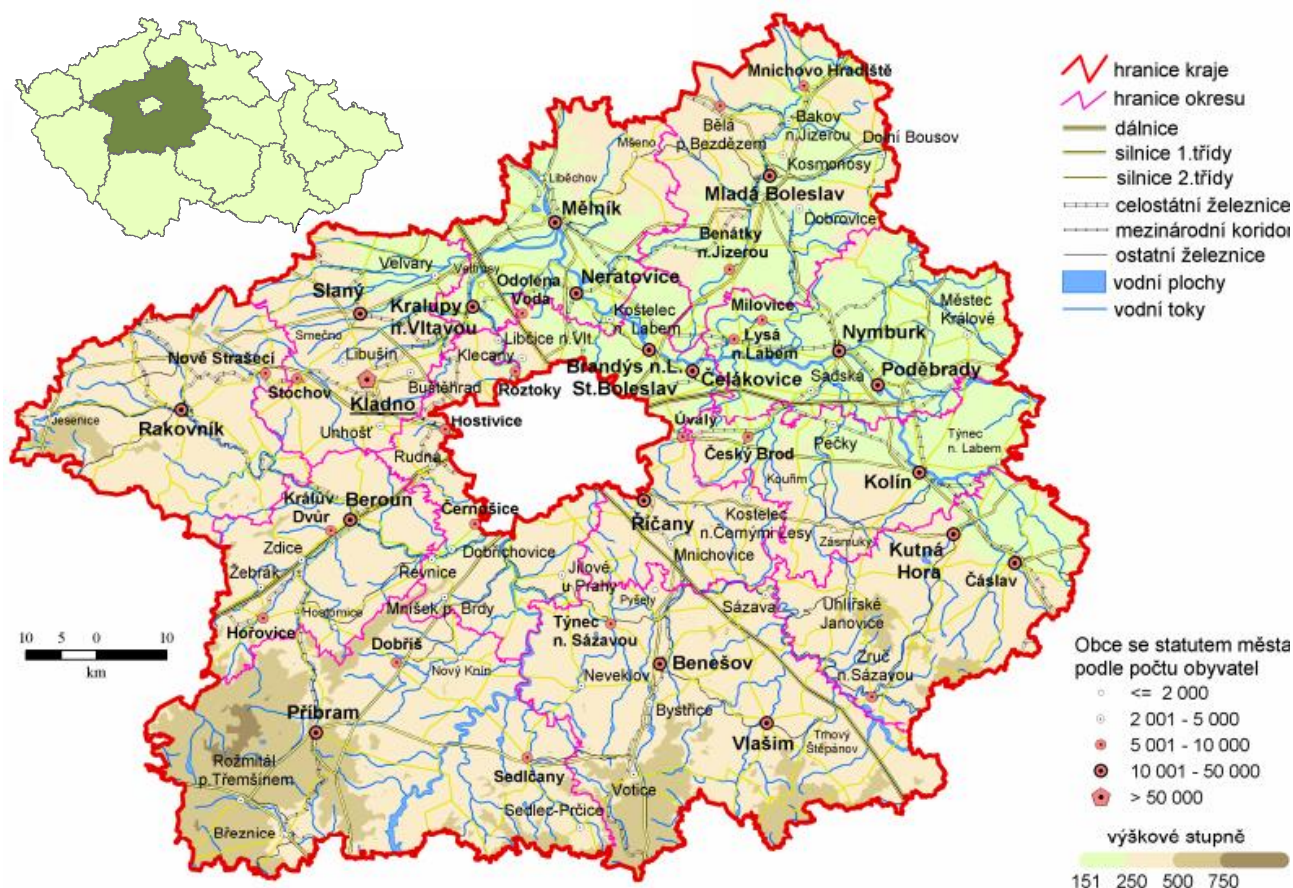 Mnichovo Hradiště
Bělá
p.Bezdězem
Bakov
n.Jizerou
Dolní Bousov
Mšeno
Kosmonosy
Liběchov
Mladá Boleslav
Mělník
Dobrovice
Benátky
n.Jizerou
Velvary
Veltrusy
Odolena
Voda
Neratovice
Slaný
Kralupy
n.Vltavou
Kostelec
n. Labem
Milovice
Městec
Králové
Smečno
Libčice n.Vlt.
Lysá
n.Labem
Nymburk
Nové Strašecí
Libušín
Klecany
Brandýs n.L.
St.Boleslav
Čelákovice
Sadská
Poděbrady
Stochov
Buštěhrad
Roztoky
Kladno
Jesenice
Rakovník
Unhošť
Hostivice
Úvaly
Pečky
Týnec
n. Labem
Rudná
Český Brod
Kouřim
Kolín
Králův
Dvůr
Beroun
Černošice
Říčany
Kostelec
n.Černými Lesy
Zásmuky
Kutná
Hora
Zdice
Dobřichovice
Mnichovice
Čáslav
Žebrák
Řevnice
Jílové
u Prahy
Pyšely
Sázava
Uhlířské
Janovice
Hostomice
Mníšek p. Brdy
Hořovice
Týnec
n. Sázavou
Dobříš
Nový Knín
Benešov
Zruč
n.Sázavou
Neveklov
Bystřice
Příbram
Vlašim
Trhový
Štěpánov
Rožmitál
p.Třemšínem
Sedlčany
Votice
Sedlec-Prčice
Březnice
10 5 0 10
km
hranice kraje
hranice okresu
dálnice
silnice 1.třídy
silnice 2.třídy
celostátní železnice
mezinárodní koridor
ostatní železnice
vodní plochy
vodní toky
Obce se statutem města
podle počtu obyvatel
<= 2 000
2 001 - 5 000
5 001 - 10 000
10 001 - 50 000
> 50 000
výškové stupně
151 250 500 750